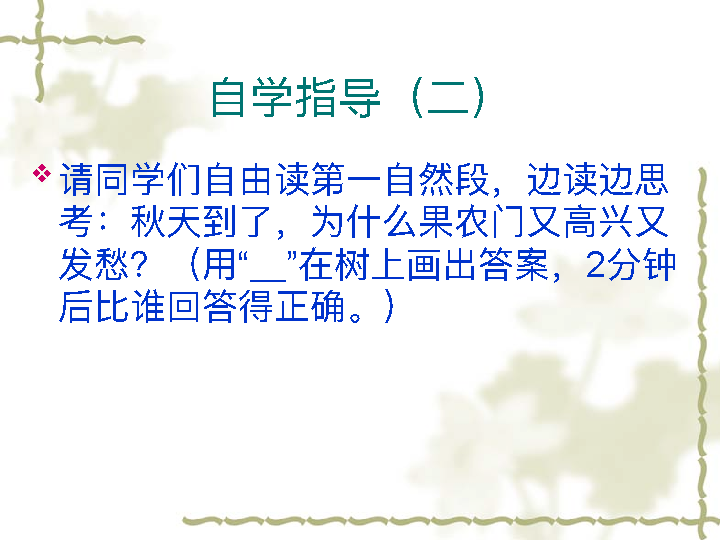 自学指导（二）
请同学们自由读第一自然段，边读边思
考：秋天到了，为什么果农门又高兴又
发愁？（用“__”在树上画出答案，2分钟
后比谁回答得正确。）